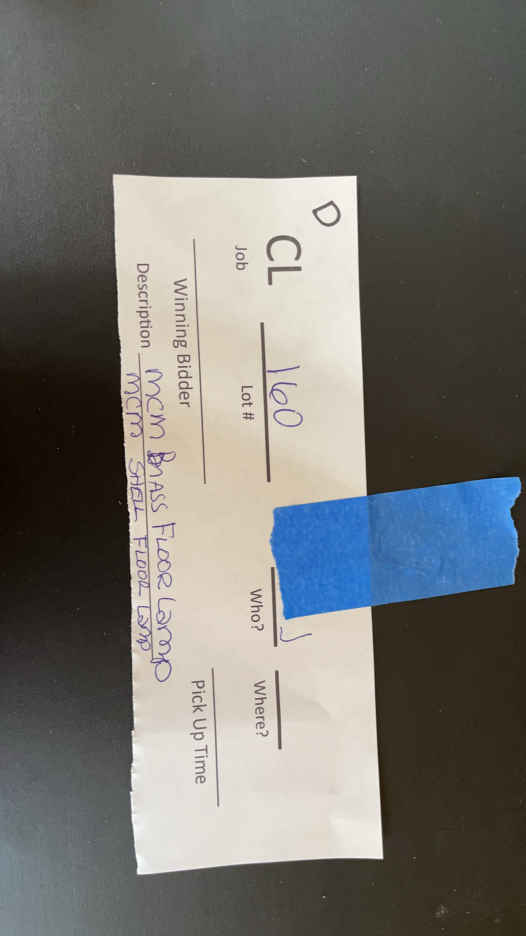 D
CL 160 J
Job Lot # Who? Where?
Winning Bidder Pick Up Time
Description MCM BRASS FLOOR LAMP
MCM SHELL FLOOR LAMP